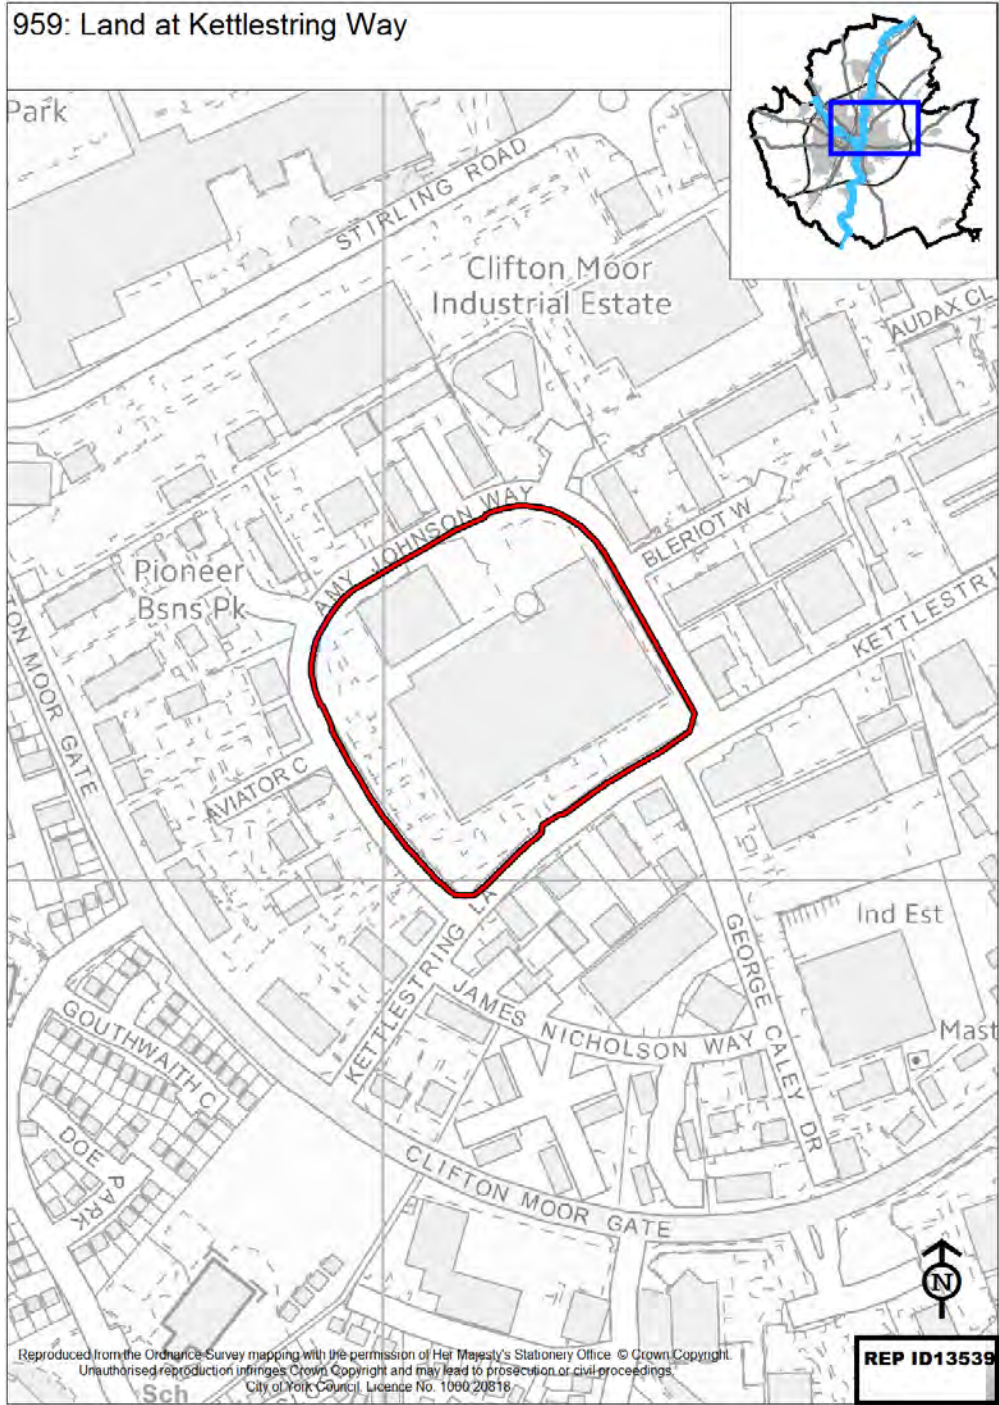 959: Land at Kettlestring Way
Park
STIRLING ROAD
Clifton Moor
Industrial Estate
AUDAX CL
AMY JOHNSON WAY
BLERIOT W
Pioneer
Bsns Pk
KETTLESTRI
TON MOOR GATE
AVIATOR C
KETTLESTRING LA
Ind Est
GEORGE CALEY DR
JAMES NICHOLSON WAY
Mast
GOUTHWAITH C
DOE PARK
CLIFTON MOOR GATE
N
Reproduced from the Ordnance Survey mapping with the permission of Her Majesty's Stationery Office. © Crown Copyright.
Unauthorised reproduction infringes Crown Copyright and may lead to prosecution or civil proceedings.
City of York Council. Licence No. 1000 20818
Sch
REP ID13539